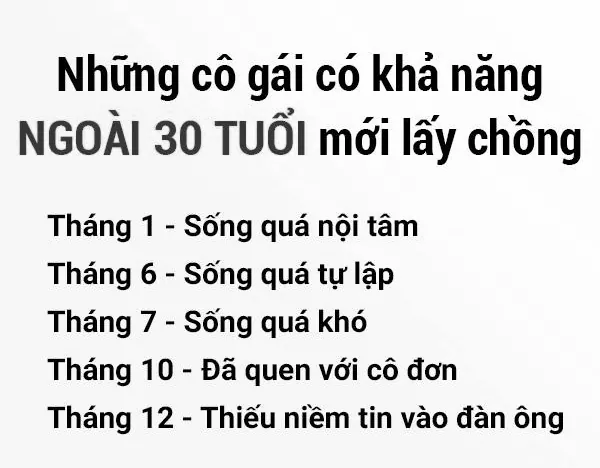 Những cô gái có khả năng
NGOÀI 30 TUỔI mới lấy chồng
Tháng 1 - Sống quá nội tâm
Tháng 6 - Sống quá tự lập
Tháng 7 - Sống quá khó
Tháng 10 - Đã quen với cô đơn
Tháng 12 - Thiếu niềm tin vào đàn ông